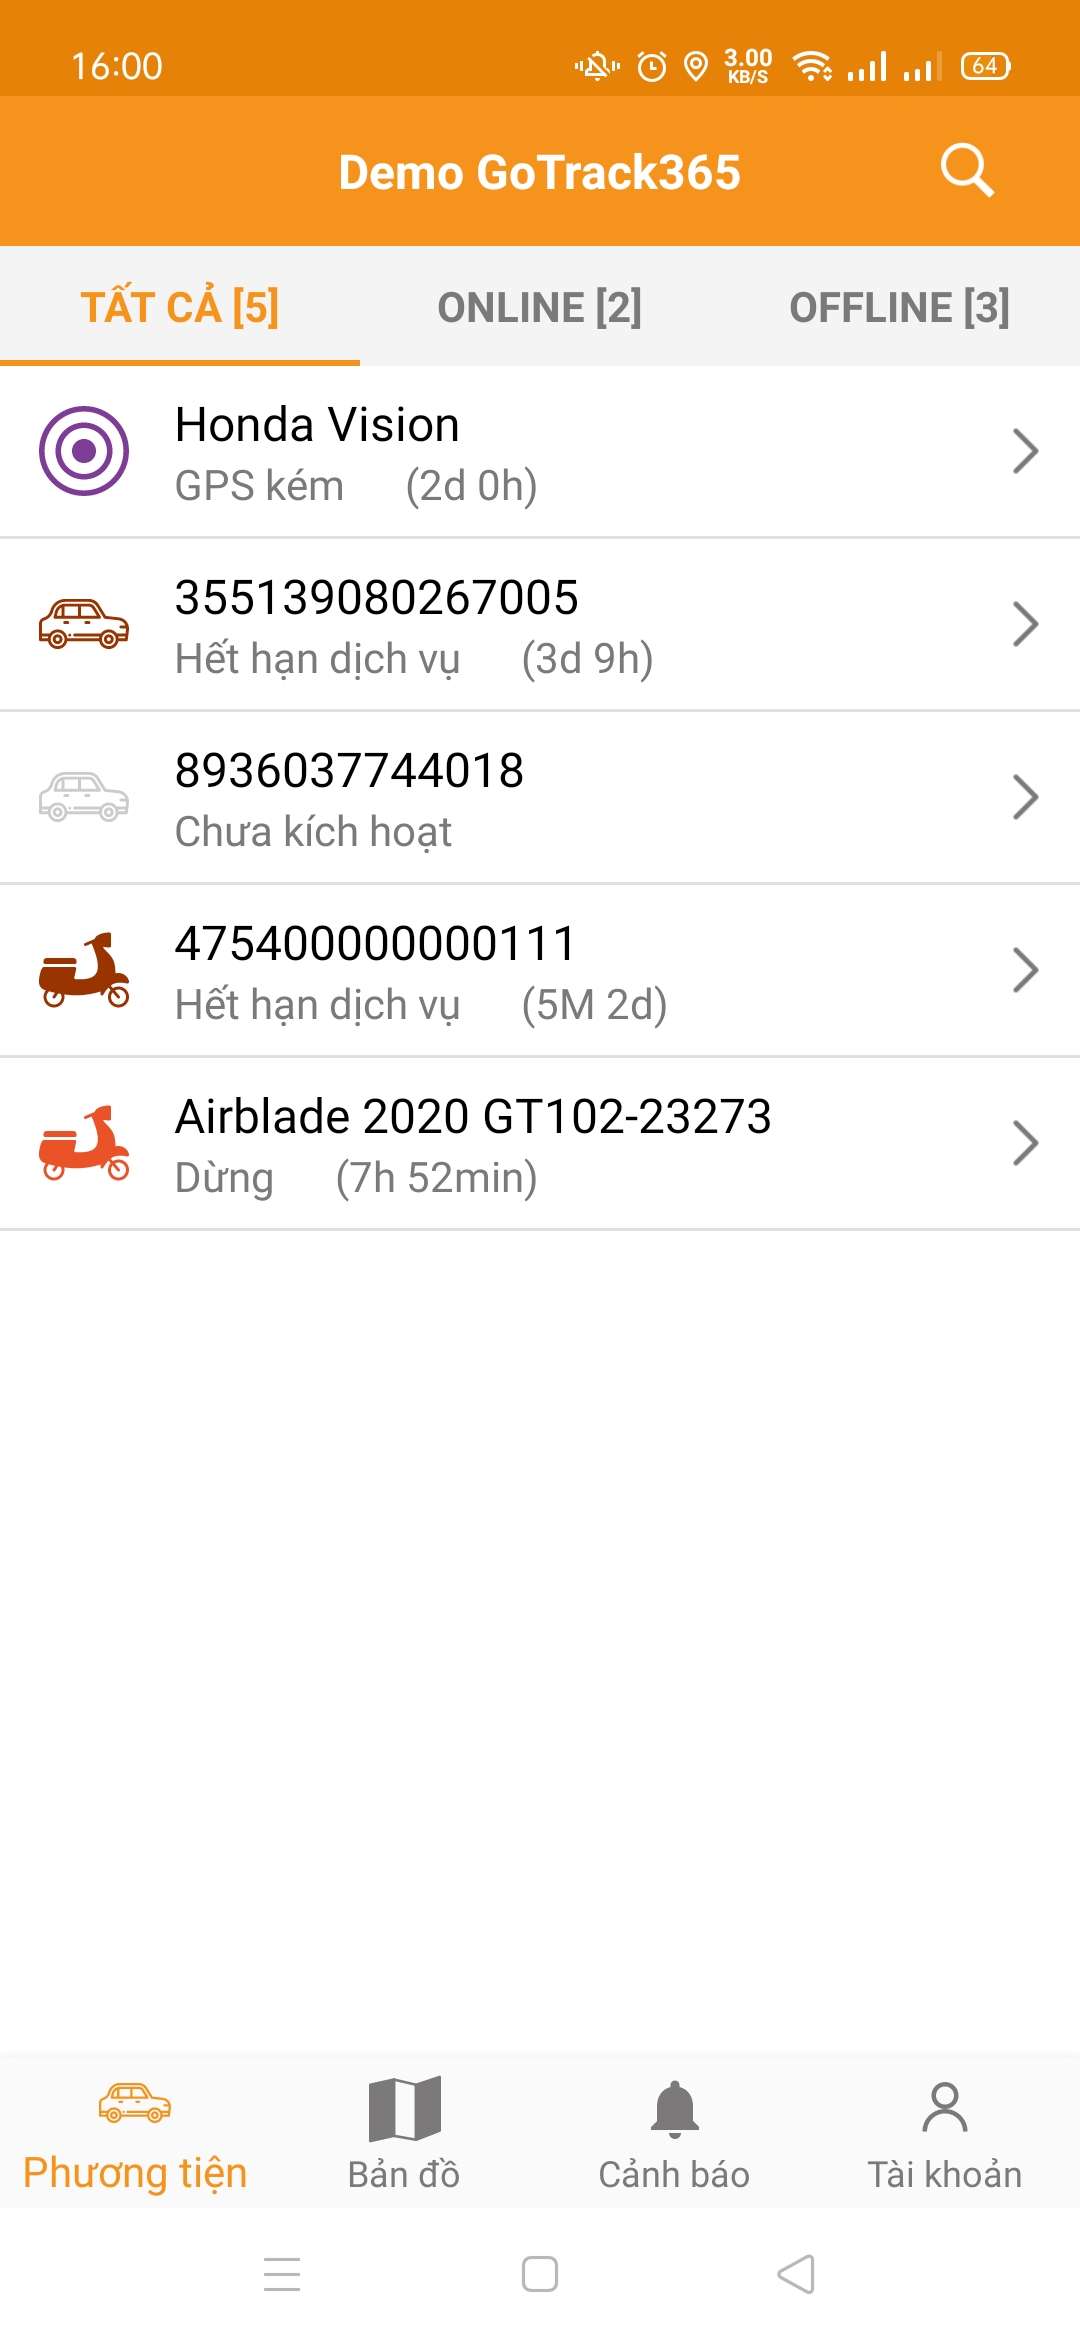 16:00
3.00
KB/S
64
Demo GoTrack365
TẤT CẢ [5]
ONLINE [2]
OFFLINE [3]
Honda Vision
GPS kém (2d 0h)
355139080267005
Hết hạn dịch vụ (3d 9h)
8936037744018
Chưa kích hoạt
475400000000111
Hết hạn dịch vụ (5M 2d)
Airblade 2020 GT102-23273
Dừng (7h 52min)
Phương tiện
Bản đồ
Cảnh báo
Tài khoản